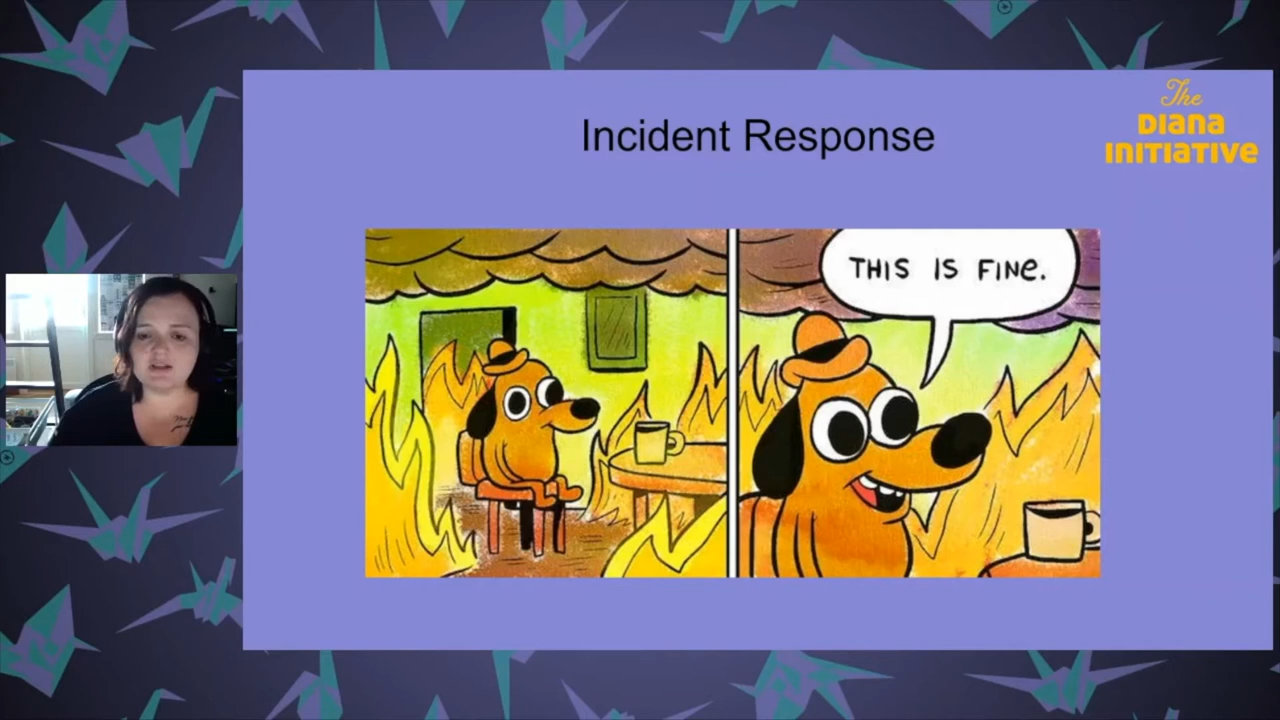 Incident Response
The
DIANA
INITIATIVE
THIS IS FINE.